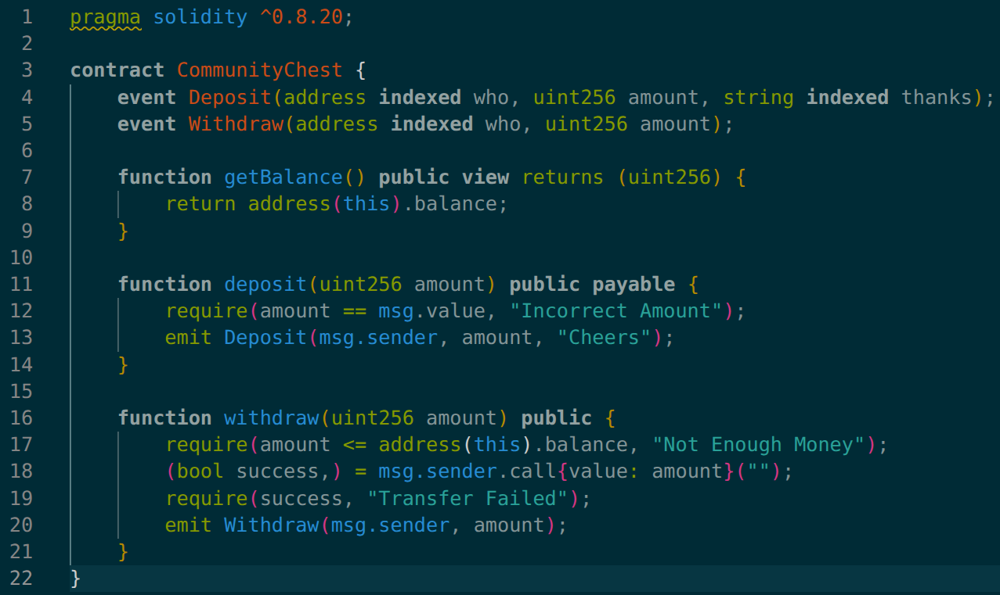 1 pragma solidity ^0.8.20;
2
3 contract CommunityChest {
4     event Deposit(address indexed who, uint256 amount, string indexed thanks);
5     event Withdraw(address indexed who, uint256 amount);
6
7     function getBalance() public view returns (uint256) {
8         return address(this).balance;
9     }
10
11     function deposit(uint256 amount) public payable {
12         require(amount == msg.value, "Incorrect Amount");
13         emit Deposit(msg.sender, amount, "Cheers");
14     }
15
16     function withdraw(uint256 amount) public {
17         require(amount <= address(this).balance, "Not Enough Money");
18         (bool success,) = msg.sender.call{value: amount}("");
19         require(success, "Transfer Failed");
20         emit Withdraw(msg.sender, amount);
21     }
22 }